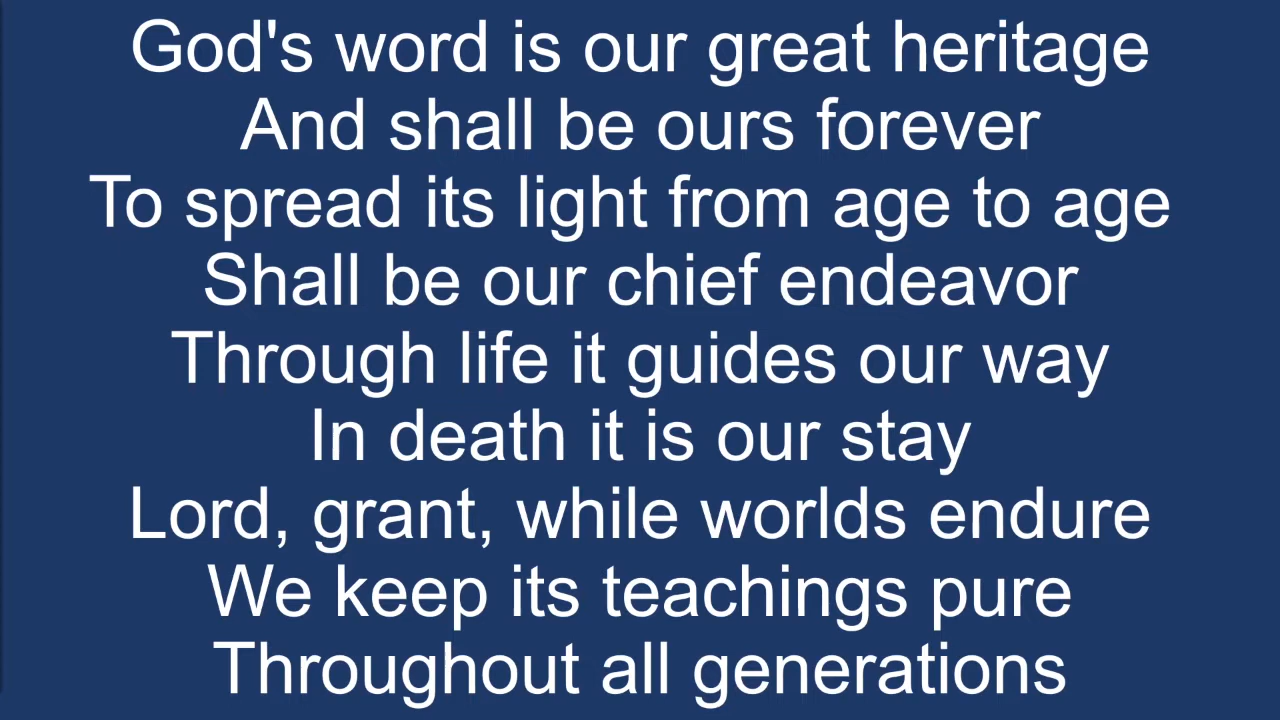 God's word is our great heritage
And shall be ours forever
To spread its light from age to age
Shall be our chief endeavor
Through life it guides our way
In death it is our stay
Lord, grant, while worlds endure
We keep its teachings pure
Throughout all generations